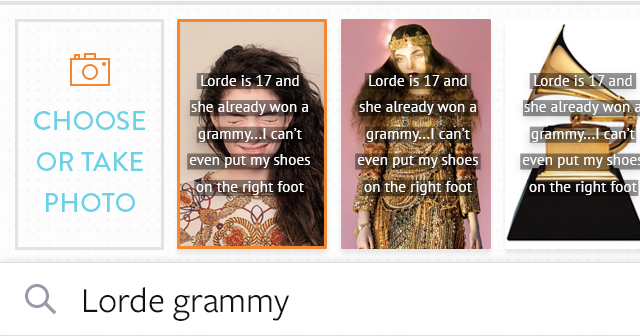 CHOOSE
OR TAKE
PHOTO
Lorde is 17 and
she already won a
grammy...I can't
even put my shoes
on the right foot
Lorde is 17 and
she already won a
grammy...I can't
even put my shoes
on the right foot
Lorde is 17 and
she already won a
grammy...I can't
even put my shoes
on the right foot
Lorde grammy